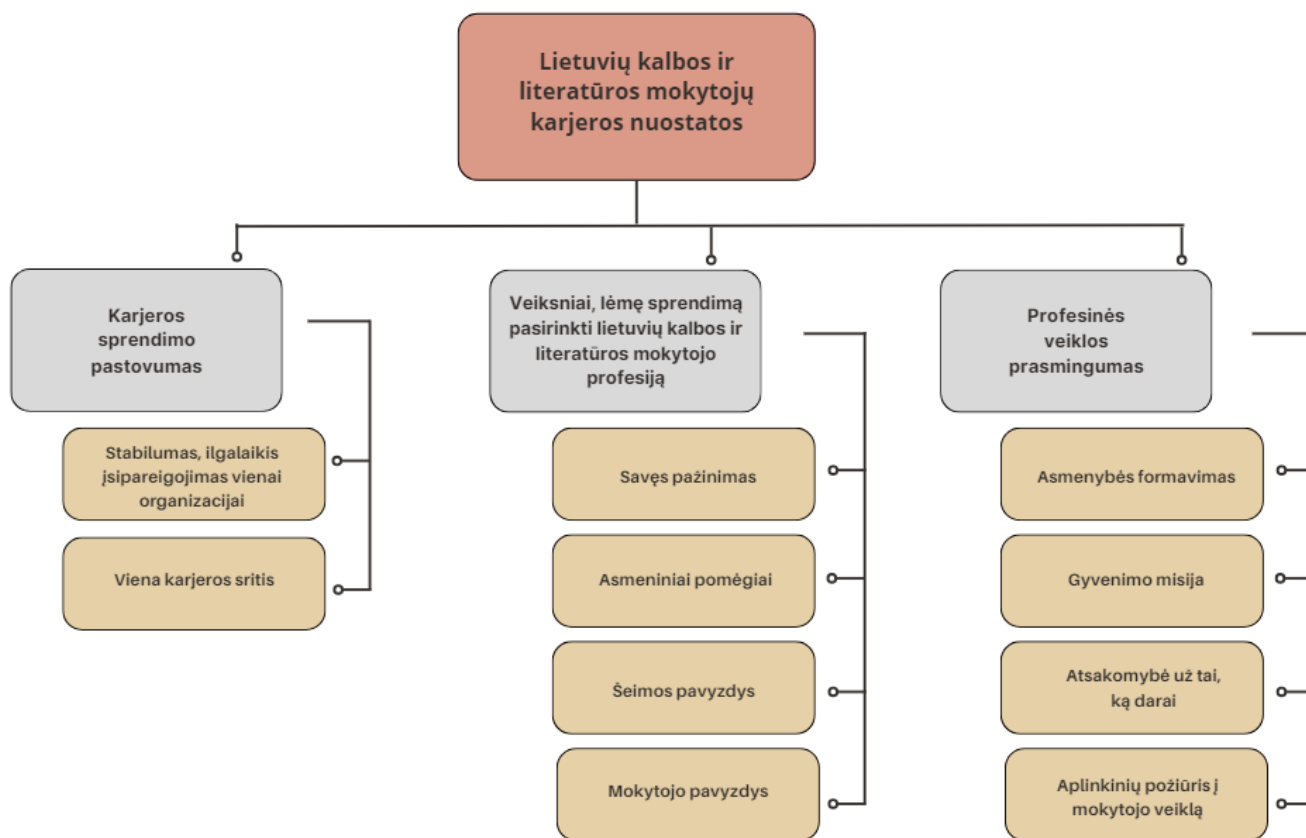 Lietuvių kalbos ir
literatūros mokytojų
karjeros nuostatos
Karjeros
sprendimo
pastovumas
Stabilumas, ilgalaikis
įsipareigojimas vienai
organizacijai
Viena karjeros sritis
Veiksniai, lėmę sprendimą
pasirinkti lietuvių kalbos ir
literatūros mokytojo
profesiją
Savęs pažinimas
Asmeniniai pomėgiai
Šeimos pavyzdys
Mokytojo pavyzdys
Profesinės
veiklos
prasmingumas
Asmenybės formavimas
Gyvenimo misija
Atsakomybė už tai,
ką darai
Aplinkinių požiūris į
mokytojo veiklą